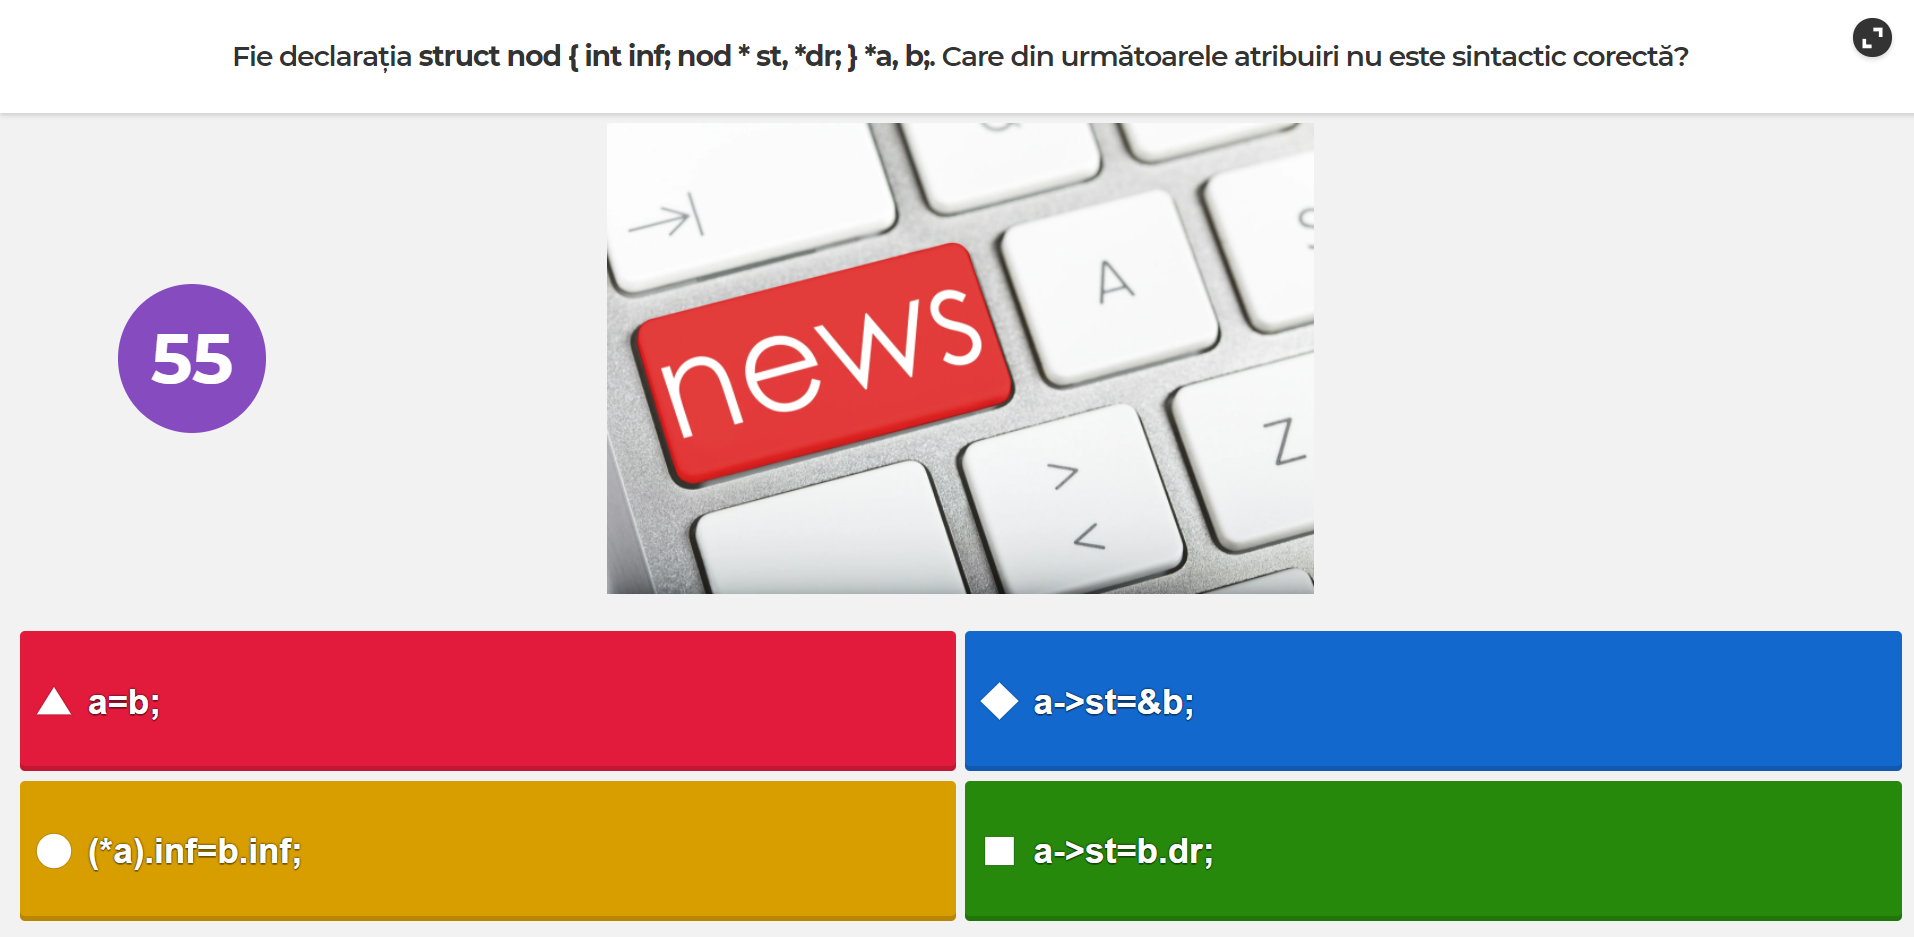 Fie declarația struct nod { int inf; nod * st, *dr; } *a, b;. Care din următoarele atribuiri nu este sintactic corectă?
55
A
news
Z
>
<
a=b;
a->st=&b;
(*a).inf=b.inf;
a->st=b.dr;